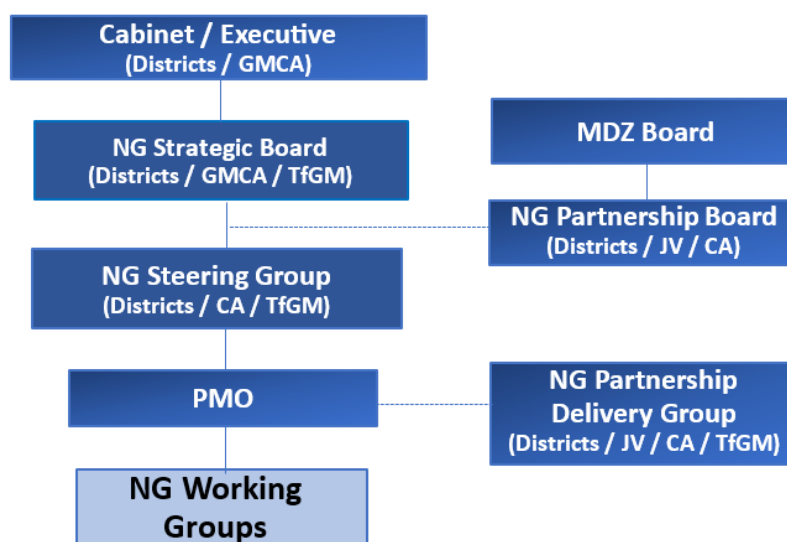 Cabinet / Executive
(Districts / GMCA)
NG Strategic Board
(Districts / GMCA / TfGM)
MDZ Board
NG Partnership Board
(Districts / JV / CA)
NG Steering Group
(Districts / CA / TfGM)
PMO
NG Partnership
Delivery Group
(Districts / JV / CA / TfGM)
NG Working
Groups